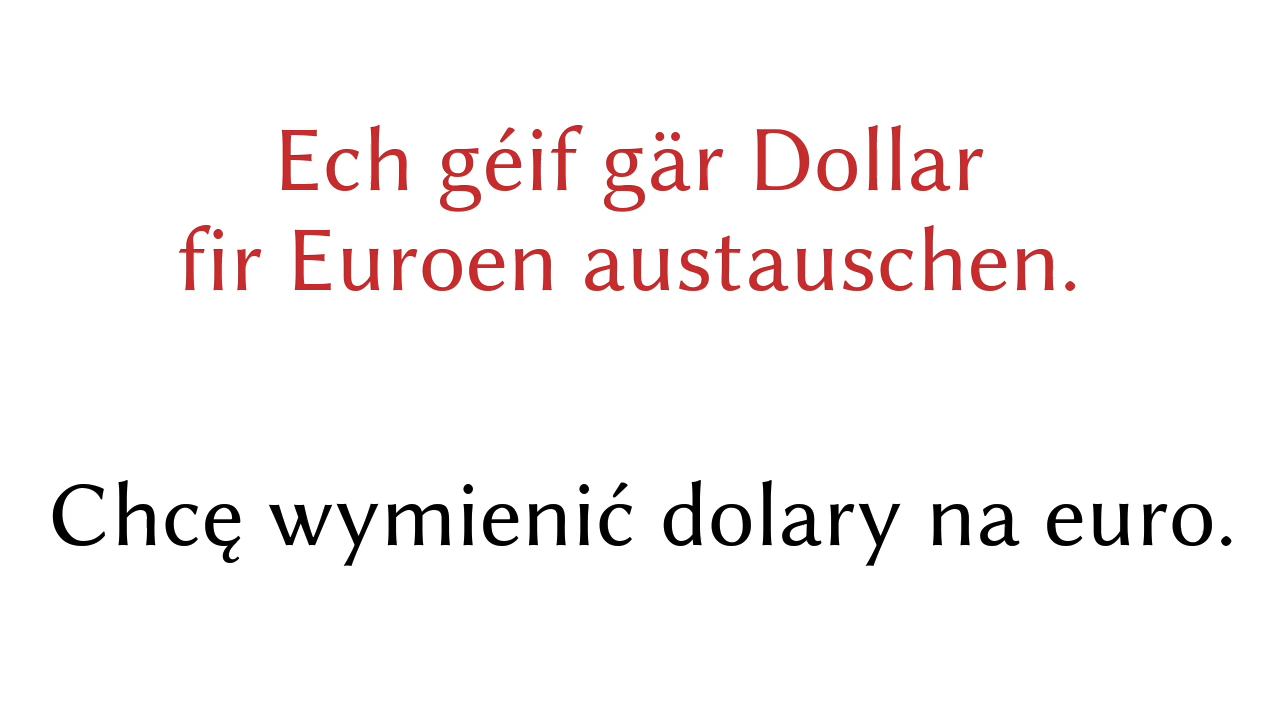 Ech géif gär Dollar
fir Euroen austauschen.
Chcę wymienić dolary na euro.